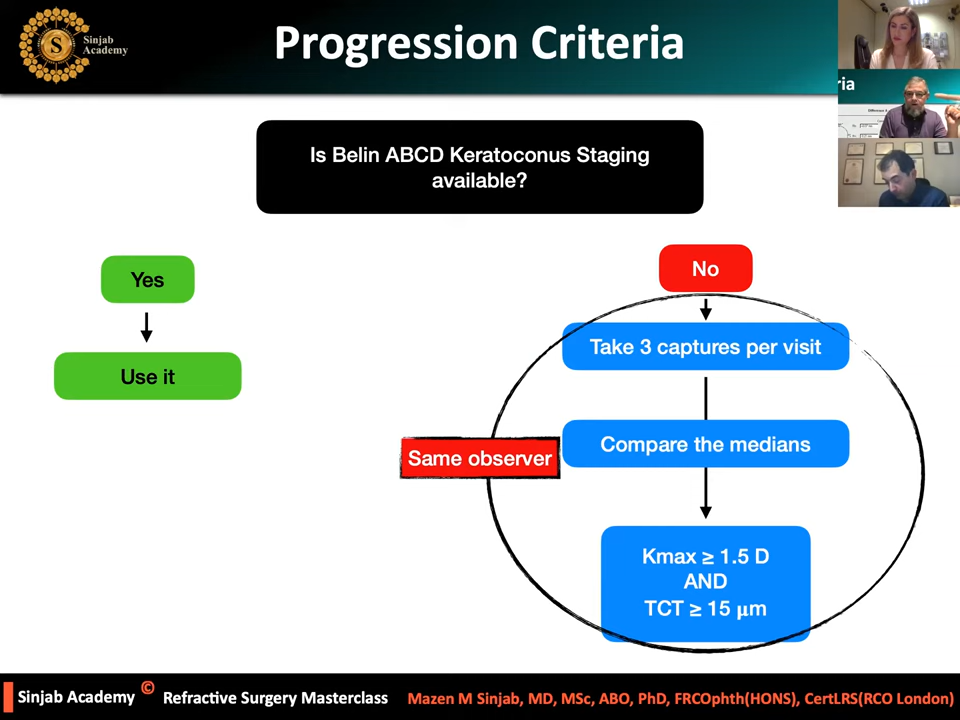 Sinjab
Academy
S
Progression Criteria
ria
Is Belin ABCD Keratoconus Staging
available?
Yes
Use it
No
Take 3 captures per visit
Compare the medians
Same observer
Kmax ≥ 1.5 D
AND
TCT ≥ 15 μm
Sinjab Academy © Refractive Surgery Masterclass Mazen M Sinjab, MD, MSc, ABO, PhD, FRCOphth(HONS), CertLRS(RCO London)